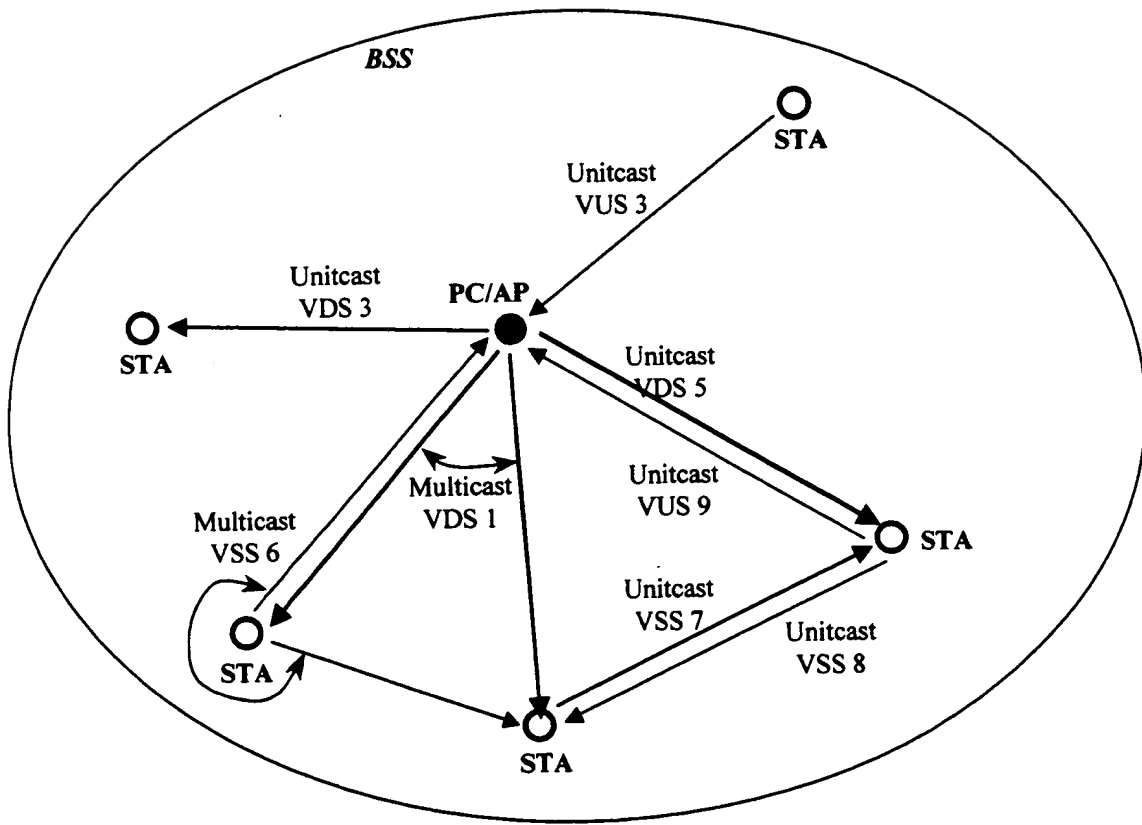 BSS
STA
Unitcast
VUS 3
Unitcast
VDS 3
PC/AP
STA
Unitcast
VDS 5
Multicast
VDS 1
Unitcast
VUS 9
Multicast
VSS 6
STA
STA
Unitcast
VSS 7
Unitcast
VSS 8
STA